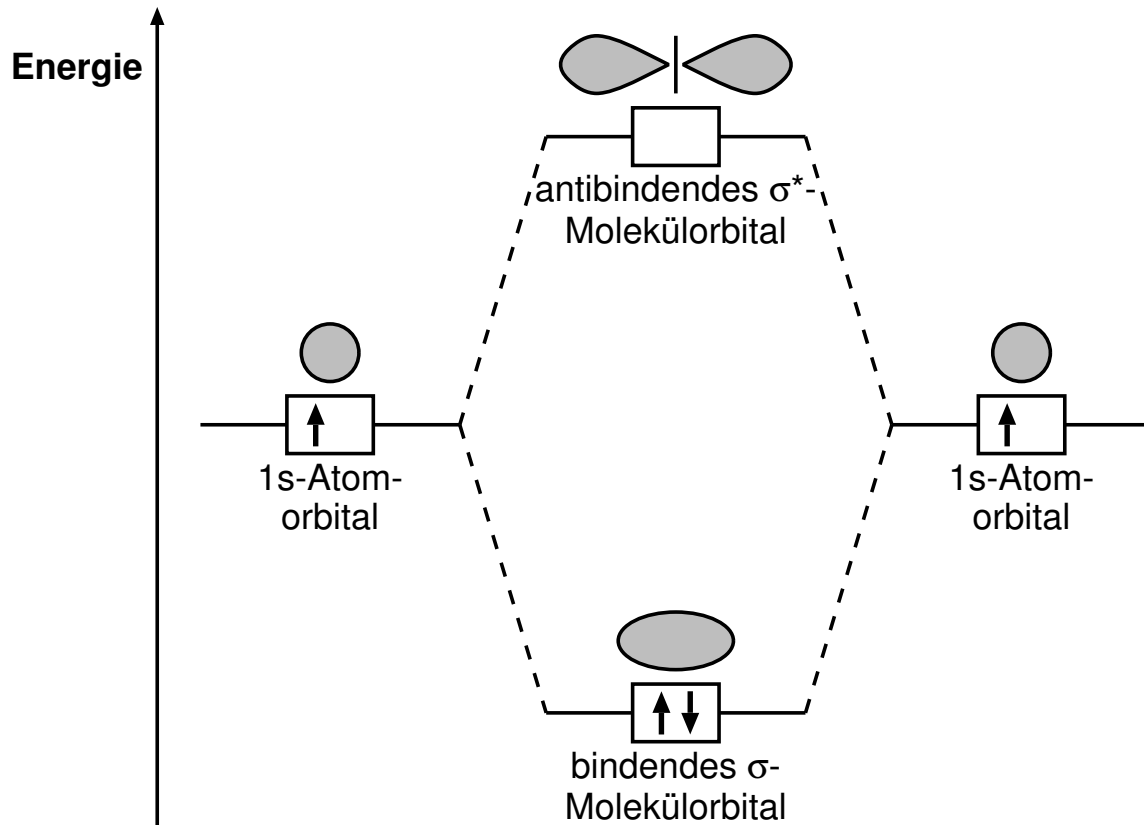 Energie
antibindendes σ*-
Molekülorbital
1s-Atom-
orbital
1s-Atom-
orbital
bindendes σ-
Molekülorbital